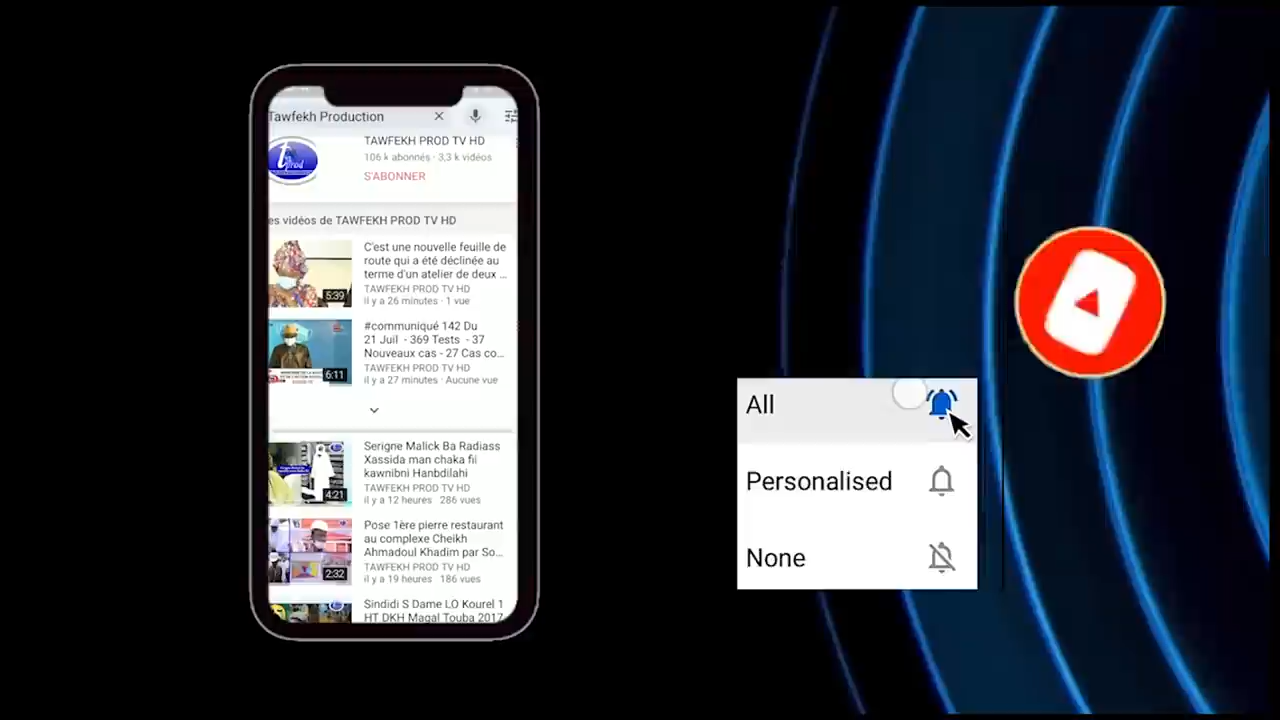 Tawfekh Production
TAWFEKH PROD TV HD
106 k abonnés · 3,3 k vidéos
S'ABONNER
es vidéos de TAWFEKH PROD TV HD
C'est une nouvelle feuille de
route qui a été déclinée au
terme d'un atelier de deux ...
TAWFEKH PROD TV HD
il y a 26 minutes · 1 vue
5:39
#communiqué 142 Du
21 Juil - 369 Tests - 37
Nouveaux cas - 27 Cas co...
TAWFEKH PROD TV HD
il y a 27 minutes · Aucune vue
6:11
Serigne Malick Ba Radiass
Xassida man chaka fii
kawnibni Hanbdilahi
TAWFEKH PROD TV HD
il y a 12 heures 286 vues
4:21
Pose 1ère pierre restaurant
au complexe Cheikh
Ahmadoul Khadim par So...
TAWFEKH PROD TV HD
il y a 19 heures 186 vues
2:32
Sindidi S Dame LO Kourel 1
HT DKH Magal Touba 2017
All
Personalised
None